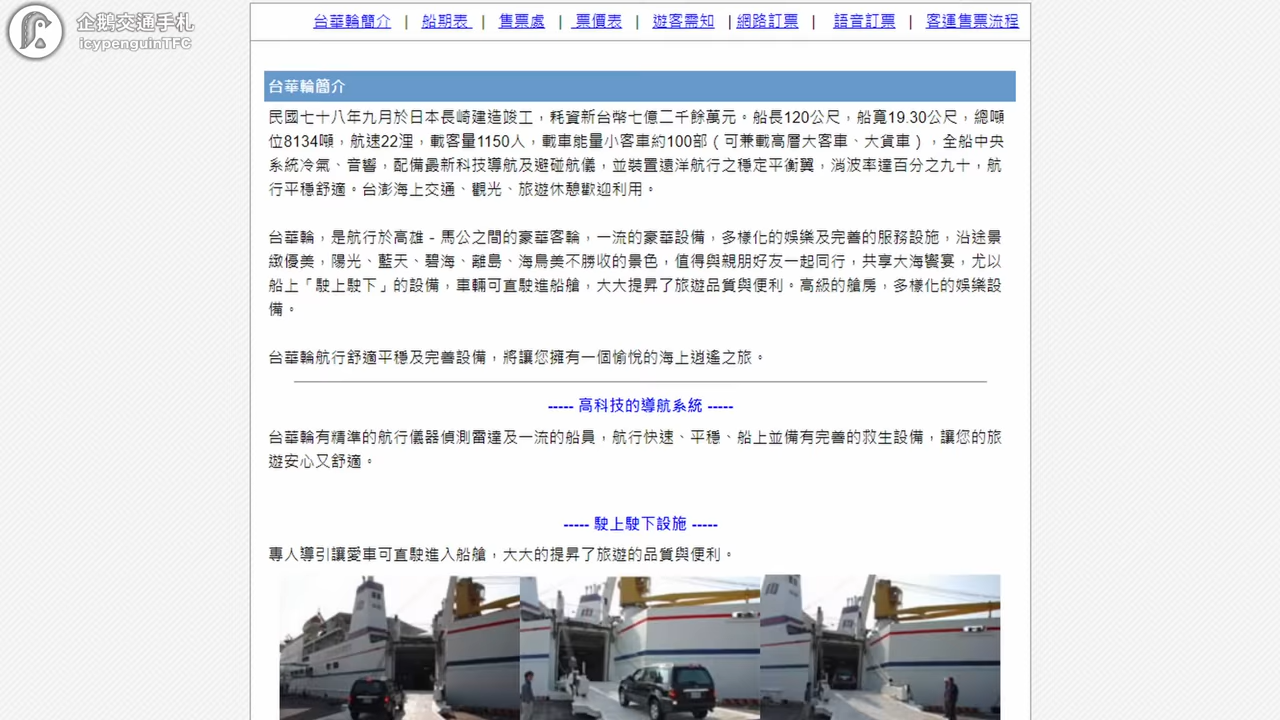 企鵝交通手札
icypenguinTFC
台華輪簡介 | 船期表 | 售票處 | 票價表 | 遊客需知 | 網路訂票 | 語音訂票 | 客運售票流程
台華輪簡介
民國七十八年九月於日本長崎建造竣工，耗資新台幣七億二千餘萬元。船長120公尺，船寬19.30公尺，總噸
位8134噸，航速22浬，載客量1150人，載車能量小客車約100部（可兼載高層大客車、大貨車），全船中央
系統冷氣、音響，配備最新科技導航及避碰航儀，並裝置遠洋航行之穩定平衡翼，消波率達百分之九十，航
行平穩舒適。台澎海上交通、觀光、旅遊休憩歡迎利用。
台華輪，是航行於高雄－馬公之間的豪華客輪，一流的豪華設備，多樣化的娛樂及完善的服務設施，沿途景
緻優美，陽光、藍天、碧海、離島、海鳥美不勝收的景色，值得與親朋好友一起同行，共享大海饗宴，尤以
船上「駛上駛下」的設備，車輛可直駛進船艙，大大提昇了旅遊品質與便利。高級的艙房，多樣化的娛樂設
備。
台華輪航行舒適平穩及完善設備，將讓您擁有一個愉悅的海上逍遙之旅。
----- 高科技的導航系統 -----
台華輪有精準的航行儀器偵測雷達及一流的船員，航行快速、平穩、船上並備有完善的救生設備，讓您的旅
遊安心又舒適。
----- 駛上駛下設施 -----
專人導引讓愛車可直駛進入船艙，大大的提昇了旅遊的品質與便利。